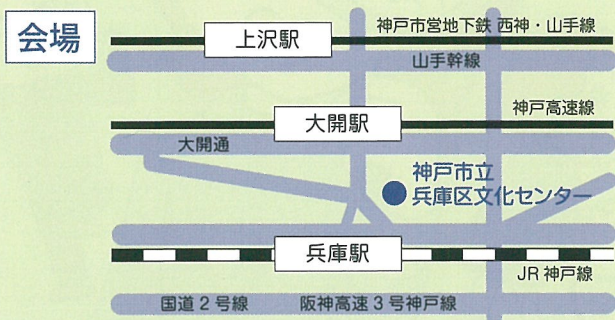 会場
上沢駅
神戸市営地下鉄 西神・山手線
山手幹線
神戸高速線
大開駅
大開通
神戸市立
兵庫区文化センター
兵庫駅
JR 神戸線
国道2号線
阪神高速3号神戸線